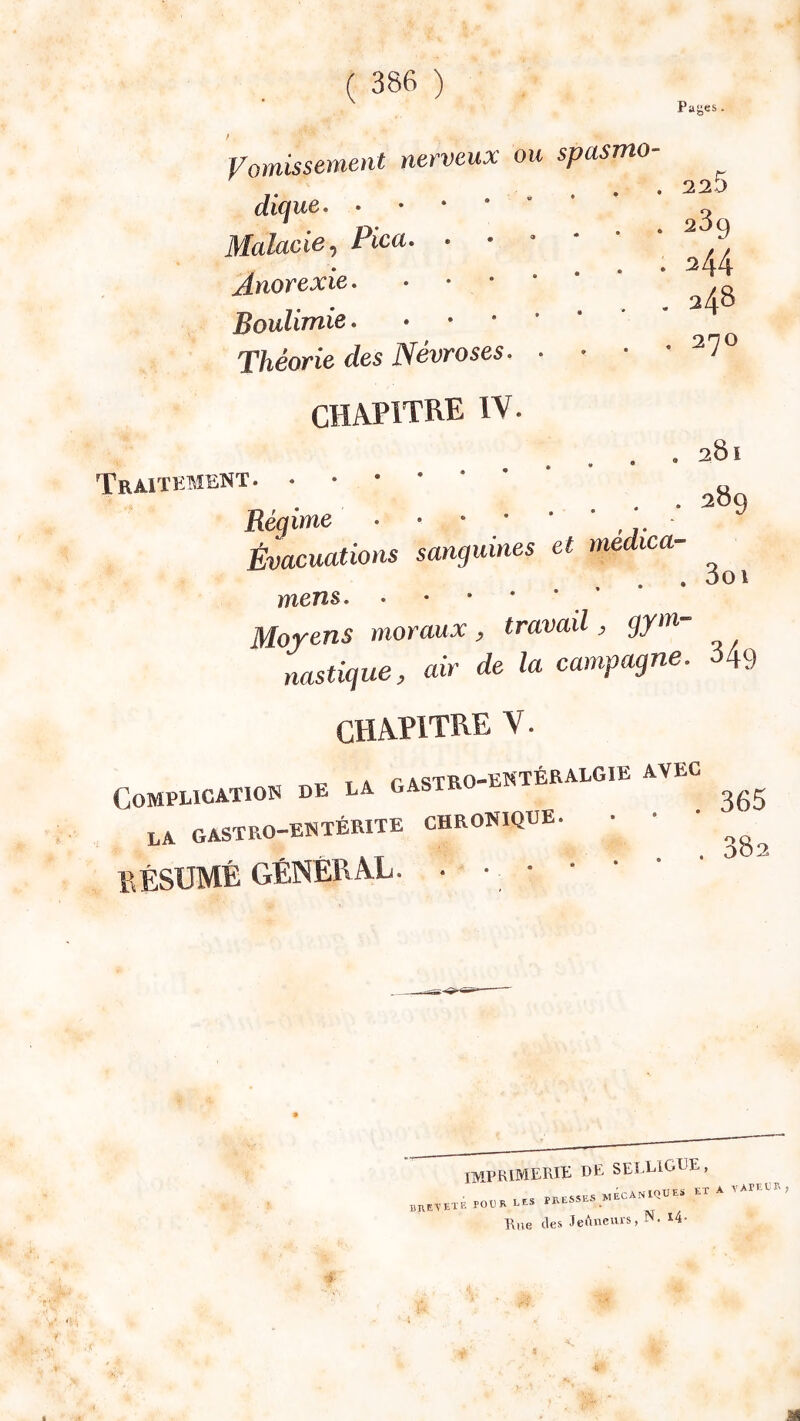 ( 386 )
Pages.
Vomissement nerveux ou spasmo-
dique. . . . . . . . . 225
Malacie, Pica. . . . . . . 239
Anorexie. . . . . . . . 244
Boulimie. . . . . . . . 248
Théorie des Névroses. . . . . 270
CHAPITRE IV.
TRAITEMENT. . . . . . . . . . 281
Régime . . . . . . . . 289
Évacuations sanguines et médica-
mens. . . . . . . . . 301
Moyens moraux, travail, gym-
nastique, air de la campagne. 349
CHAPITRE V.
COMPLICATION DE LA GASTRO-ENTÉRALGIE AVEC
LA GASTRO-ENTÉRITE CHRONIQUE. . . . 365
RÉSUMÉ GÉNÉRAL. . . . . . . . 382
IMPRIMERIE DE SELLIGUE,
BREVETÉ POUR LES PRESSES MÉCANIQUES ET A VAPEUR,
Rue des Jeûneurs, N. 14.